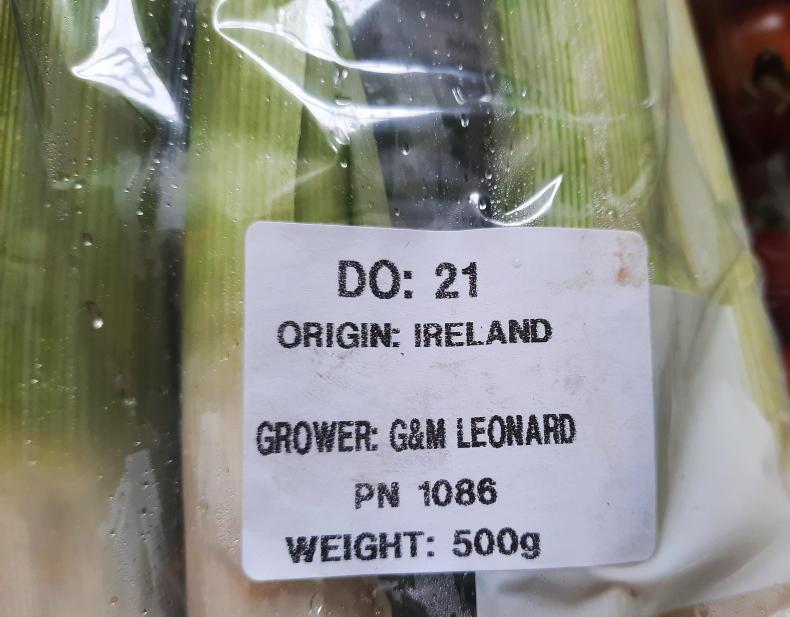 DO: 21
ORIGIN: IRELAND
GROWER: G&M LEONARD
PN 1086
WEIGHT: 500g